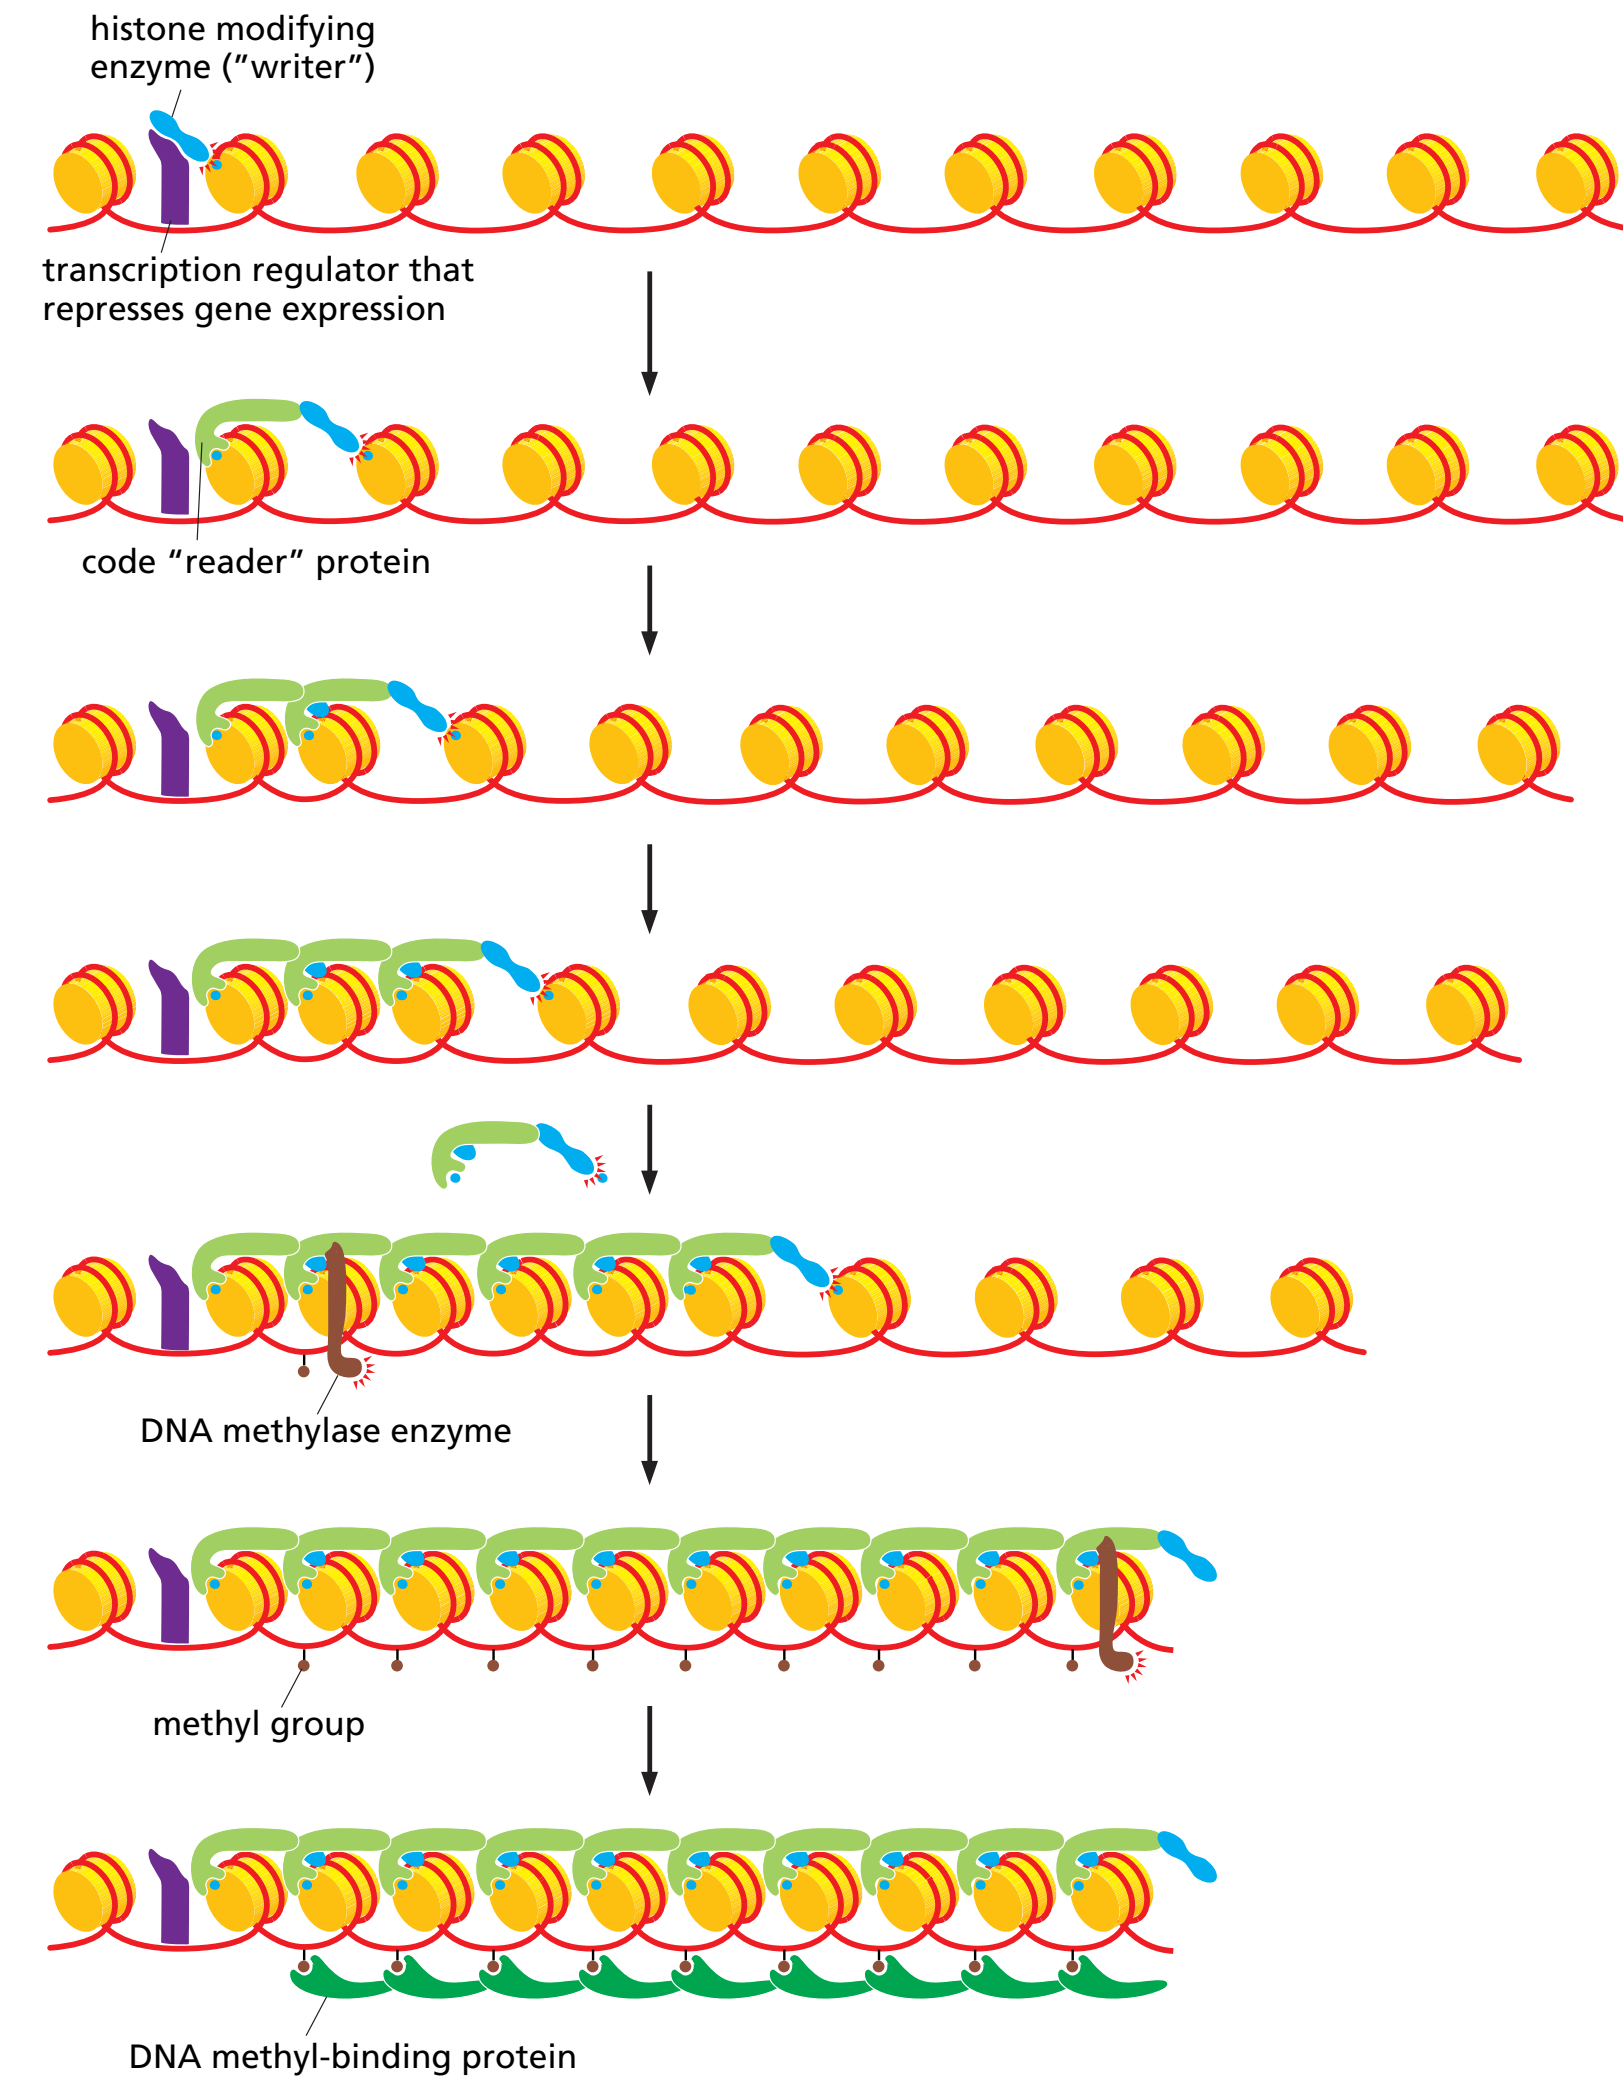 histone modifying
enzyme (”writer”)
transcription regulator that
represses gene expression
code “reader” protein
DNA methylase enzyme
methyl group
DNA methyl-binding protein